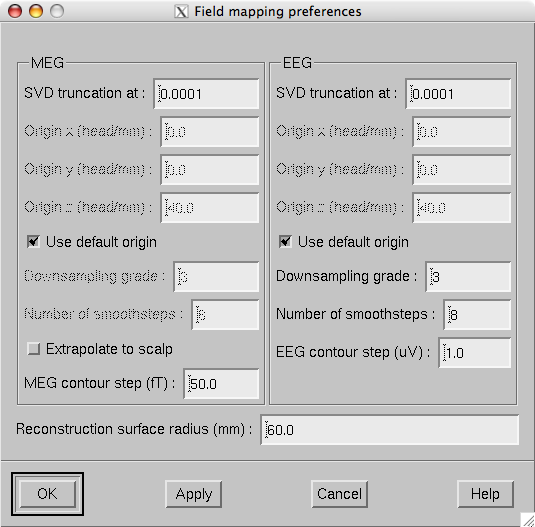 Field mapping preferences
MEG
SVD truncation at : 0.0001
Origin x (head/mm) : 0.0
Origin y (head/mm) : 0.0
Origin z (head/mm) : 40.0
Use default origin
Downsampling grade : 3
Number of smoothsteps :
Extrapolate to scalp
MEG contour step (fT) : 50.0
EEG
SVD truncation at : 0.0001
Origin x (head/mm) : 0.0
Origin y (head/mm) : 0.0
Origin z (head/mm) : 40.0
Use default origin
Downsampling grade : 3
Number of smoothsteps : 8
EEG contour step (uV) : 1.0
Reconstruction surface radius (mm) : 60.0
OK Apply Cancel Help